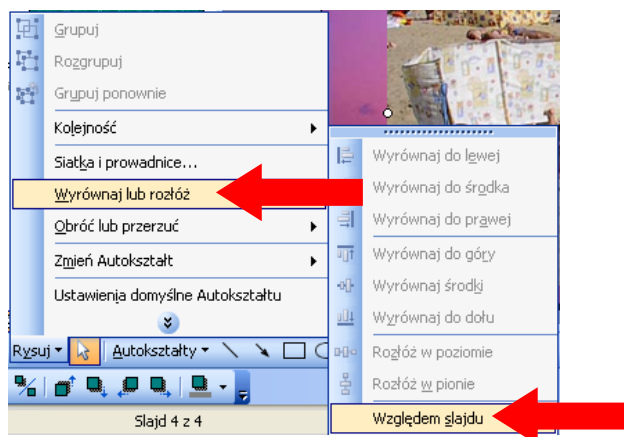 Grupuj
Rozgrupuj
Grupuj ponownie
Kolejność
Siatka i prowadnice...
Wyrównaj lub rozłóż
Obróć lub przerzuć
Zmień Autokształt
Ustawienia domyślne Autokształtu
Wyrównaj do lewej
Wyrównaj do środka
Wyrównaj do prawej
Wyrównaj do góry
Wyrównaj środki
Wyrównaj do dołu
Rozłóż w poziomie
Rozłóż w pionie
Względem slajdu
Rysuj Autokształty
Slajd 4 z 4